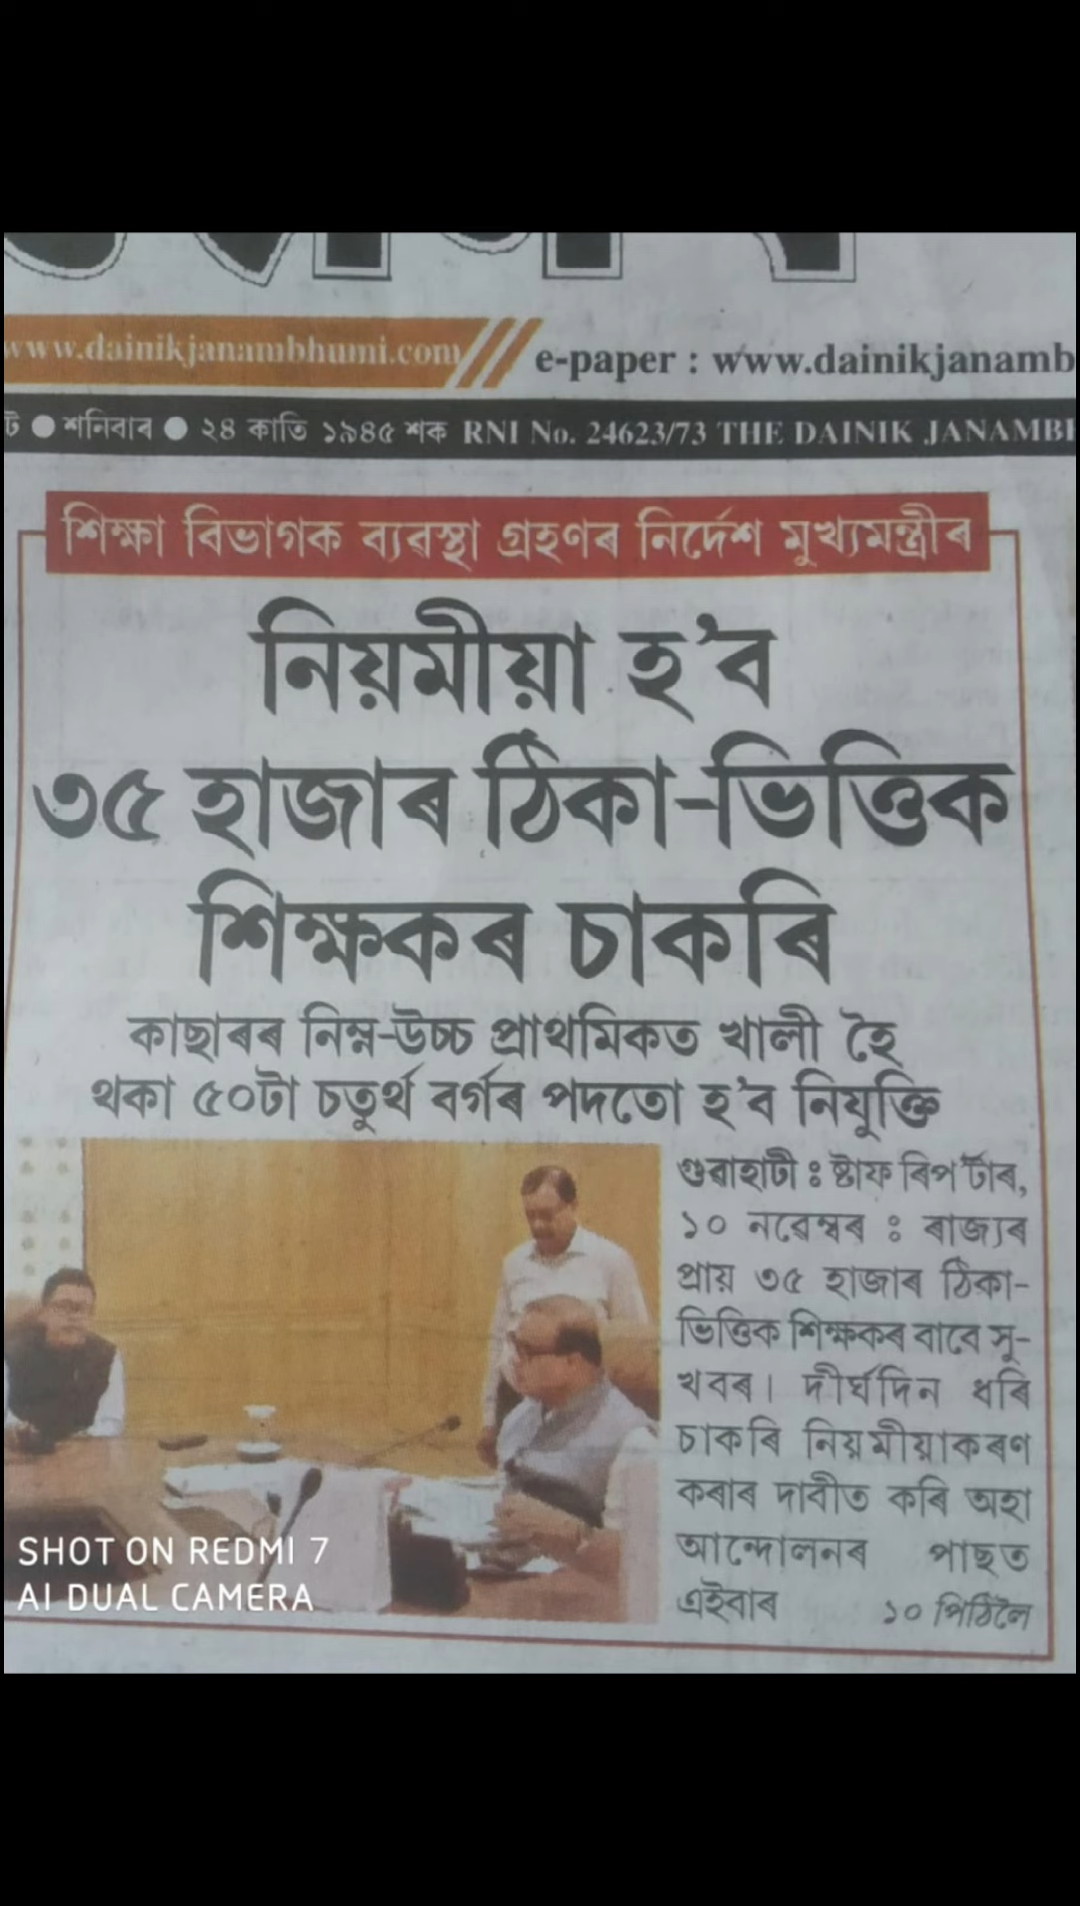 www.dainikjanambhumi.com
e-paper : www.dainikjanamb
● শনিবাৰ ● ২৪ কাতি ১৯৪৫ শক RNI No. 24623/73 THE DAINIK JANAMBH
শিক্ষা বিভাগক ব্যৱস্থা গ্ৰহণৰ নিৰ্দেশ মুখ্যমন্ত্ৰীৰ
নিয়মীয়া হ'ব
৩৫ হাজাৰ ঠিকা-ভিত্তিক
শিক্ষকৰ চাকৰি
কাছাৰৰ নিম্ন-উচ্চ প্ৰাথমিকত খালী হৈ
থকা ৫০টা চতুৰ্থ বৰ্গৰ পদতো হ'ব নিযুক্তি
গুৱাহাটী ঃ ষ্টাফ ৰিপ'ৰ্টাৰ,
১০ নৱেম্বৰ ঃ ৰাজ্যৰ
প্ৰায় ৩৫ হাজাৰ ঠিকা-
ভিত্তিক শিক্ষকৰ বাবে সু-
খবৰ। দীৰ্ঘদিন ধৰি
চাকৰি নিয়মীয়াকৰণ
কৰাৰ দাবীত কৰি অহা
আন্দোলনৰ পাছত
এইবাৰ ১০ পিঠিলৈ
SHOT ON REDMI 7
AI DUAL CAMERA